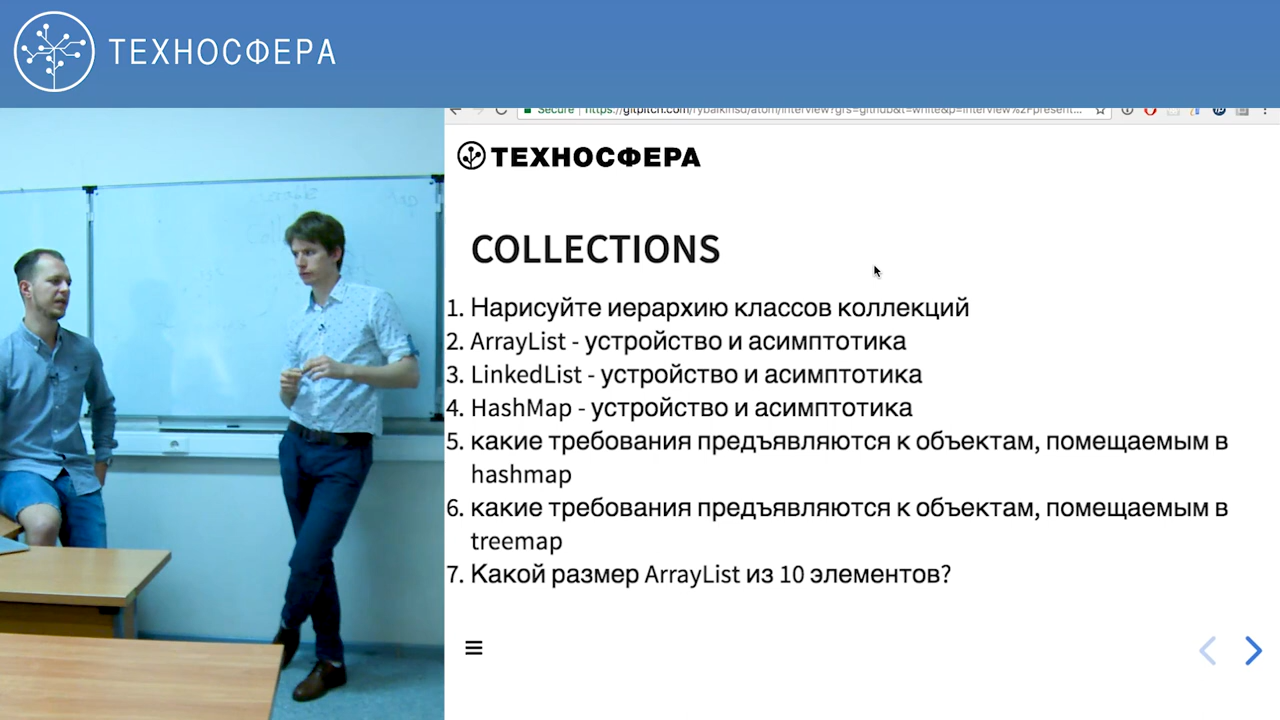 ТЕХНОСФЕРА
Secure
ТЕХНОСФЕРА
COLLECTIONS
1. Нарисуйте иерархию классов коллекций
2. ArrayList - устройство и асимптотика
3. LinkedList - устройство и асимптотика
4. HashMap - устройство и асимптотика
5. какие требования предъявляются к объектам, помещаемым в
hashmap
6. какие требования предъявляются к объектам, помещаемым в
treemap
7. Какой размер ArrayList из 10 элементов?